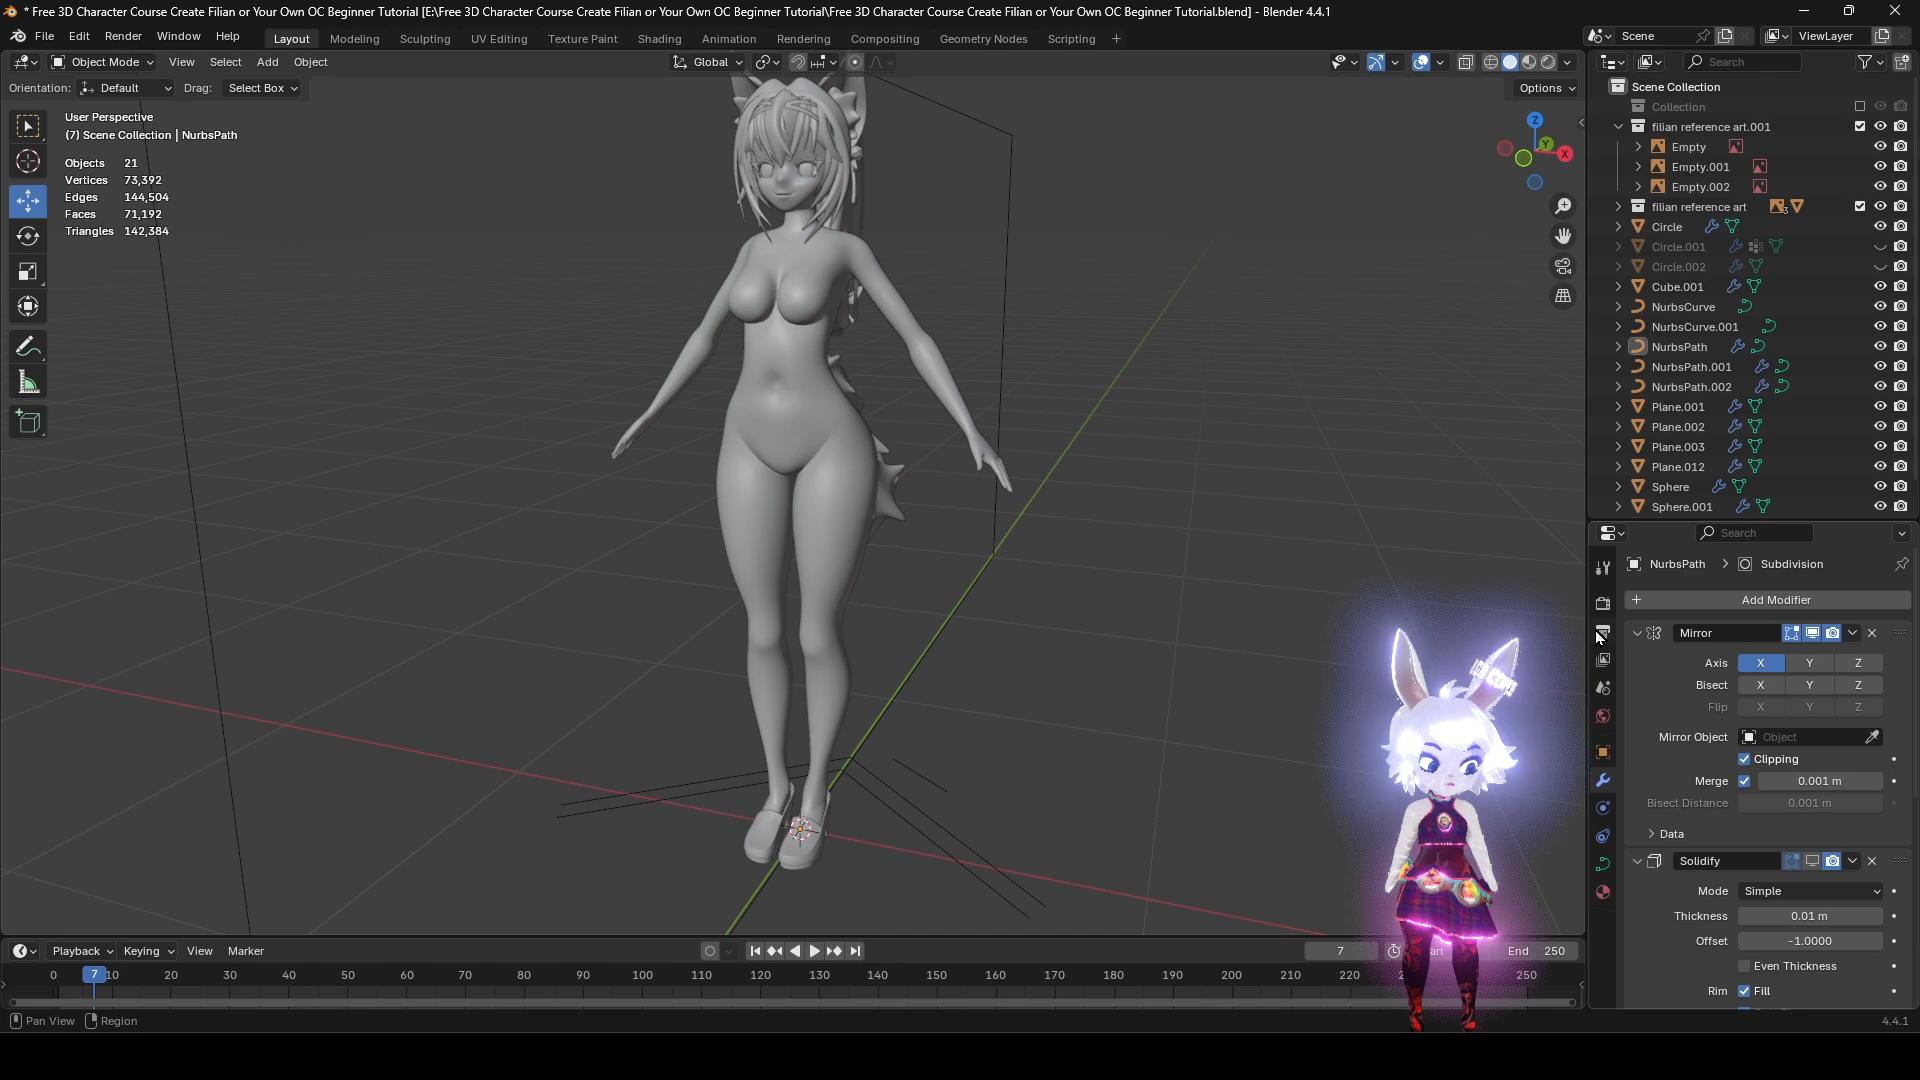 * Free 3D Character Course Create Filian or Your Own OC Beginner Tutorial [E:\Free 3D Character Course Create Filian or Your Own OC Beginner Tutorial\Free 3D Character Course Create Filian or Your Own OC Beginner Tutorial.blend] - Blender 4.4.1
File Edit Render Window Help Layout Modeling Sculpting UV Editing Texture Paint Shading Animation Rendering Compositing Geometry Nodes Scripting + Scene ViewLayer
Object Mode View Select Add Object Global Search
Orientation: Default Drag: Select Box Options
Scene Collection
Collection
filian reference art.001
Empty
Empty.001
Empty.002
filian reference art 3
Circle
Circle.001
Circle.002
Cube.001
NurbsCurve
NurbsCurve.001
NurbsPath
NurbsPath.001
NurbsPath.002
Plane.001
Plane.002
Plane.003
Plane.012
Sphere
Sphere.001
User Perspective
(7) Scene Collection | NurbsPath
Objects 21
Vertices 73,392
Edges 144,504
Faces 71,192
Triangles 142,384
Z
Y
X
Search
NurbsPath > Subdivision
+ Add Modifier
Mirror
Axis X Y Z
Bisect X Y Z
Flip X Y Z
Mirror Object Object
Clipping
Merge 0.001 m
Bisect Distance 0.001 m
Data
Solidify
Mode Simple
Thickness 0.01 m
Offset -1.0000
Even Thickness
Rim Fill
Playback Keying View Marker 7 art End 250
0 7 10 20 30 40 50 60 70 80 90 100 110 120 130 140 150 160 170 180 190 200 210 220 250
Pan View Region 4.4.1